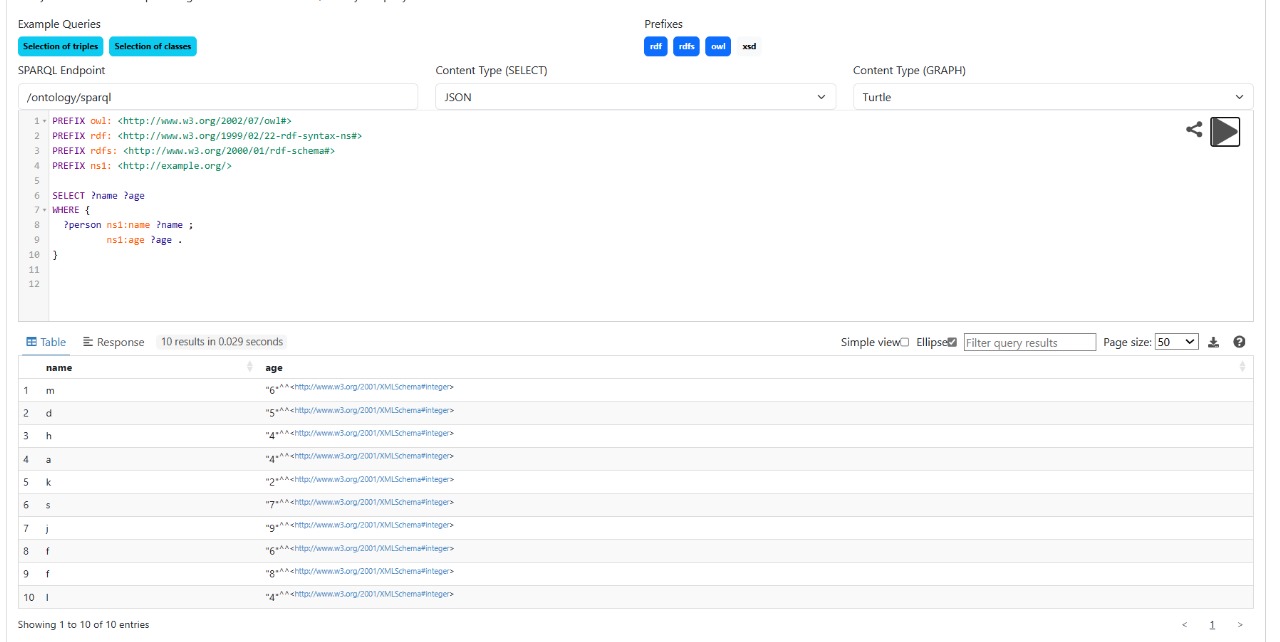 Example Queries
Prefixes
Selection of triples Selection of classes
rdf rdfs owl xsd
SPARQL Endpoint
Content Type (SELECT)
Content Type (GRAPH)
/ontology/sparql
JSON
Turtle
1 PREFIX owl: <http://www.w3.org/2002/07/owl#>
2 PREFIX rdf: <http://www.w3.org/1999/02/22-rdf-syntax-ns#>
3 PREFIX rdfs: <http://www.w3.org/2000/01/rdf-schema#>
4 PREFIX ns1: <http://example.org/>
5
6 SELECT ?name ?age
7 WHERE {
8 ?person ns1:name ?name ;
9 ns1:age ?age .
10 }
11
12
Table Response 10 results in 0.029 seconds
Simple view Ellipse Filter query results Page size: 50
name age
1 m "6"^^<http://www.w3.org/2001/XMLSchema#integer>
2 d "5"^^<http://www.w3.org/2001/XMLSchema#integer>
3 h "4"^^<http://www.w3.org/2001/XMLSchema#integer>
4 a "4"^^<http://www.w3.org/2001/XMLSchema#integer>
5 k "2"^^<http://www.w3.org/2001/XMLSchema#integer>
6 s "7"^^<http://www.w3.org/2001/XMLSchema#integer>
7 j "9"^^<http://www.w3.org/2001/XMLSchema#integer>
8 f "6"^^<http://www.w3.org/2001/XMLSchema#integer>
9 f "8"^^<http://www.w3.org/2001/XMLSchema#integer>
10 l "4"^^<http://www.w3.org/2001/XMLSchema#integer>
Showing 1 to 10 of 10 entries
< 1 >